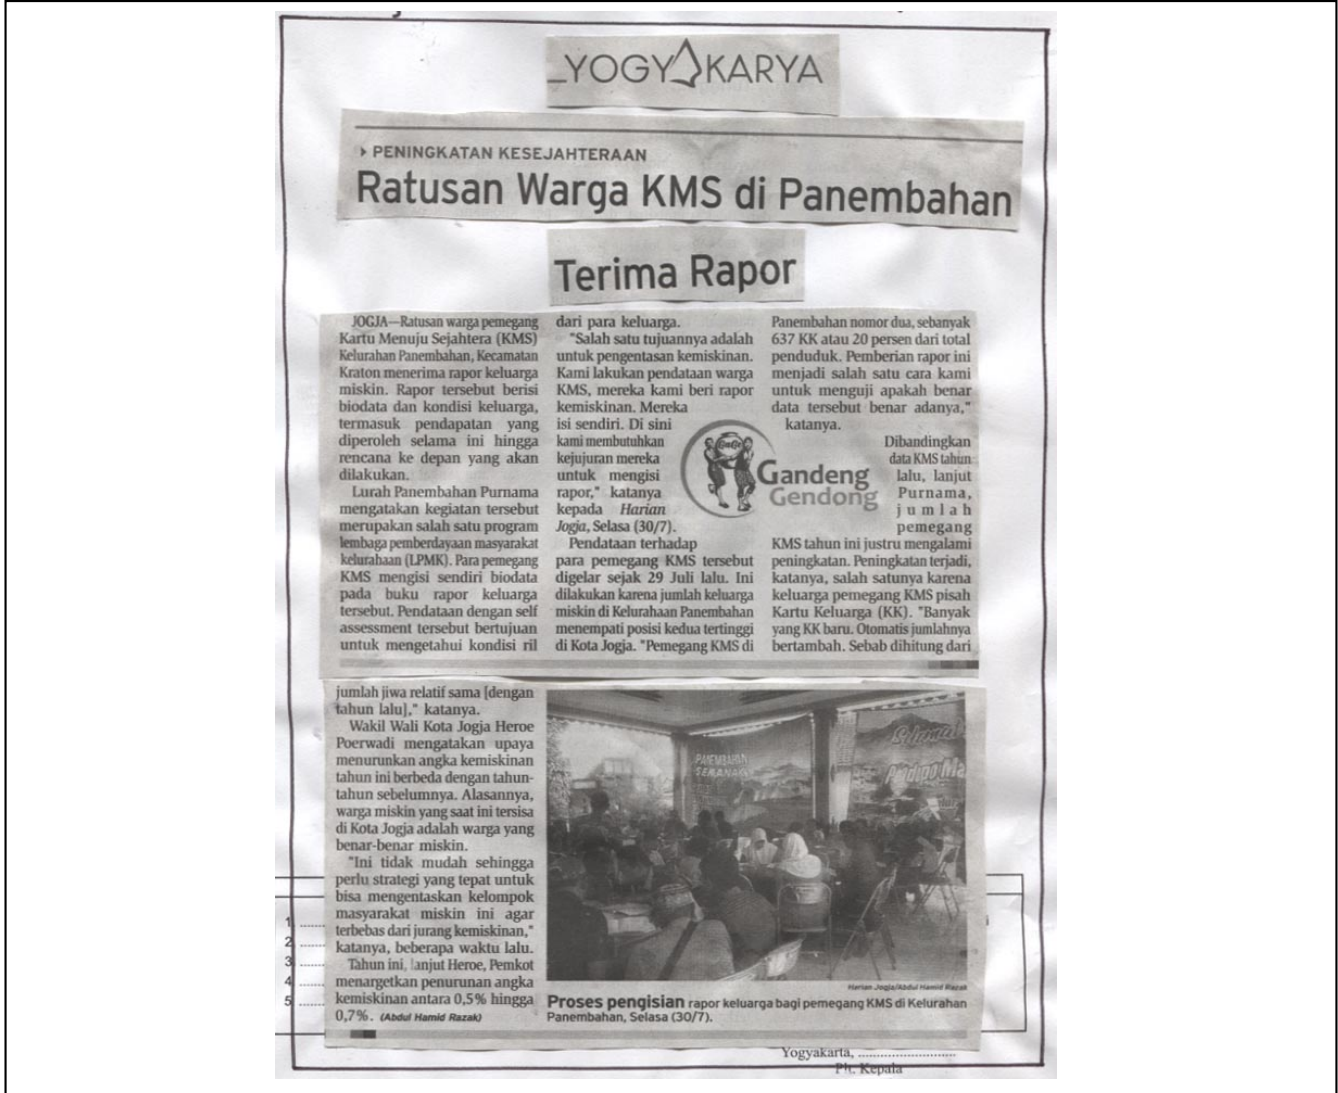 _YOGYAKARYA
PENINGKATAN KESEJAHTERAAN
Ratusan Warga KMS di Panembahan
Terima Rapor
JOGJA—Ratusan warga pemegang
Kartu Menuju Sejahtera (KMS)
Kelurahan Panembahan, Kecamatan
Kraton menerima rapor keluarga
miskin. Rapor tersebut berisi
biodata dan kondisi keluarga,
termasuk pendapatan yang
diperoleh selama ini hingga
rencana ke depan yang akan
dilakukan.
Lurah Panembahan Purnama
mengatakan kegiatan tersebut
merupakan salah satu program
lembaga pemberdayaan masyarakat
kelurahaan (LPMK). Para pemegang
KMS mengisi sendiri biodata
pada buku rapor keluarga
tersebut. Pendataan dengan self
assessment tersebut bertujuan
untuk mengetahui kondisi ril
dari para keluarga.
"Salah satu tujuannya adalah
untuk pengentasan kemiskinan.
Kami lakukan pendataan warga
KMS, mereka kami beri rapor
kemiskinan. Mereka
isi sendiri. Di sini
kami membutuhkan
kejujuran mereka
untuk mengisi
rapor," katanya
kepada Harian
Jogja, Selasa (30/7).
Pendataan terhadap
para pemegang KMS tersebut
digelar sejak 29 Juli lalu. Ini
dilakukan karena jumlah keluarga
miskin di Kelurahaan Panembahan
menempati posisi kedua tertinggi
di Kota Jogja. "Pemegang KMS di
GaGe
Gandeng
Gendong
Panembahan nomor dua, sebanyak
637 KK atau 20 persen dari total
penduduk. Pemberian rapor ini
menjadi salah satu cara kami
untuk menguji apakah benar
data tersebut benar adanya,"
katanya.
Dibandingkan
data KMS tahun
lalu, lanjut
Purnama,
jumlah
pemegang
KMS tahun ini justru mengalami
peningkatan. Peningkatan terjadi,
katanya, salah satunya karena
keluarga pemegang KMS pisah
Kartu Keluarga (KK). "Banyak
yang KK baru. Otomatis jumlahnya
bertambah. Sebab dihitung dari
jumlah jiwa relatif sama [dengan
tahun lalu]," katanya.
Wakil Wali Kota Jogja Heroe
Poerwadi mengatakan upaya
menurunkan angka kemiskinan
tahun ini berbeda dengan tahun-
tahun sebelumnya. Alasannya,
warga miskin yang saat ini tersisa
di Kota Jogja adalah warga yang
benar-benar miskin.
"Ini tidak mudah sehingga
perlu strategi yang tepat untuk
bisa mengentaskan kelompok
masyarakat miskin ini agar
terbebas dari jurang kemiskinan,"
katanya, beberapa waktu lalu.
Tahun ini, lanjut Heroe, Pemkot
menargetkan penurunan angka
kemiskinan antara 0,5% hingga
0,7%. (Abdul Hamid Razak)
PANEMBAHAN
Selamat
Harian Jogja/Abdul Hamid Razak
Proses pengisian rapor keluarga bagi pemegang KMS di Kelurahan
Panembahan, Selasa (30/7).
1 ......
2 ......
3 ......
4 ......
5 ......
Yogyakarta, ............................
Plt. Kepala